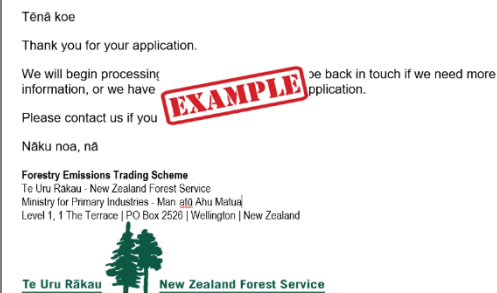 Tēnā koe
Thank you for your application.
We will begin processing be back in touch if we need more
information, or we have application.
Please contact us if you
EXAMPLE
Nāku noa, nā
Forestry Emissions Trading Scheme
Te Uru Rākau - New Zealand Forest Service
Ministry for Primary Industries - Man atū Ahu Matua
Level 1, 1 The Terrace | PO Box 2526 | Wellington | New Zealand
Te Uru Rākau New Zealand Forest Service